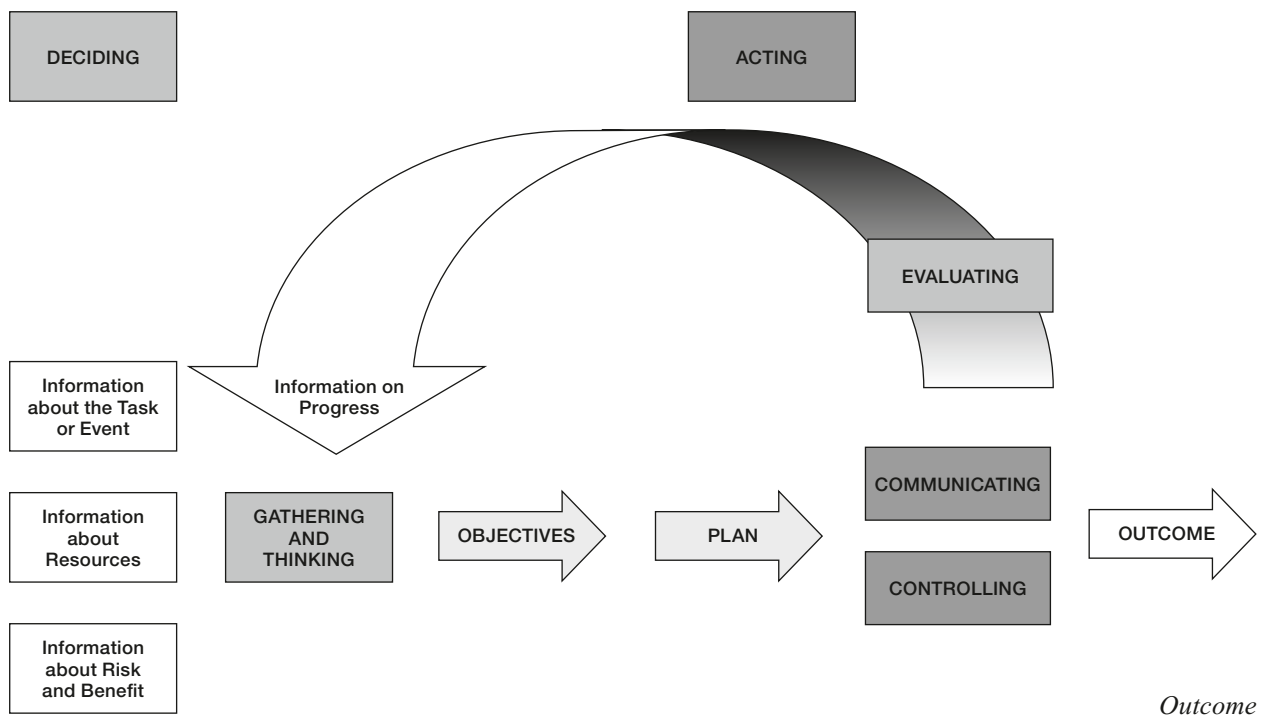 DECIDING
ACTING
EVALUATING
Information
about the Task
or Event
Information on
Progress
Information
about
Resources
GATHERING
AND
THINKING
OBJECTIVES
PLAN
COMMUNICATING
CONTROLLING
OUTCOME
Information
about Risk
and Benefit
Outcome